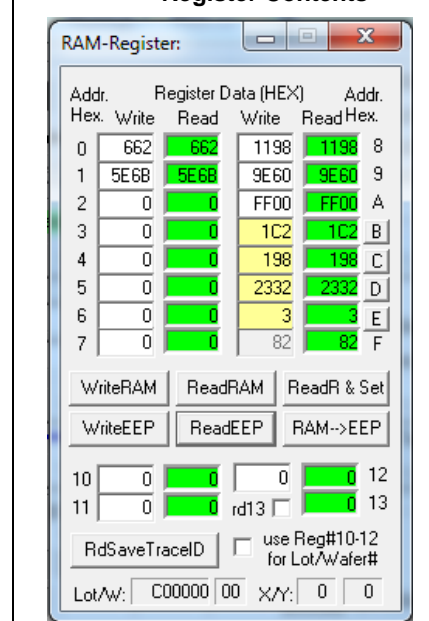 Register Contents
RAM-Register:
Addr. Register Data (HEX) Addr.
Hex. Write Read Write Read Hex.
0 662 662 1198 1198 8
1 5E6B 5E6B 9E60 9E60 9
2 0 0 FF00 FF00 A
3 0 0 1C2 1C2 B
4 0 0 198 198 C
5 0 0 2332 2332 D
6 0 0 3 3 E
7 0 0 82 82 F
WriteRAM ReadRAM ReadR & Set
WriteEEP ReadEEP RAM-->EEP
10 0 0 0 0 12
11 0 0 rd13 0 13
RdSaveTraceID use Reg#10-12
for Lot/Wafer#
Lot/W: C00000 00 X/Y: 0 0